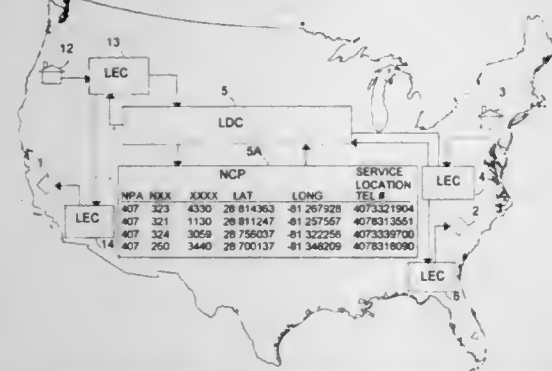 12
13
LEC
5
3
LDC
5A
1
NCP
SERVICE
LOCATION
NPA NXX XXXX LAT LONG TEL #
407 323 4330 28 814363 -81 267928 4073321904
407 321 1130 28 811247 -81 257567 4078313551
407 324 3059 28 756037 -81 322256 4073339700
407 260 3440 28 700137 -81 348209 4078318090
LEC
4
2
LEC
14
LEC
6